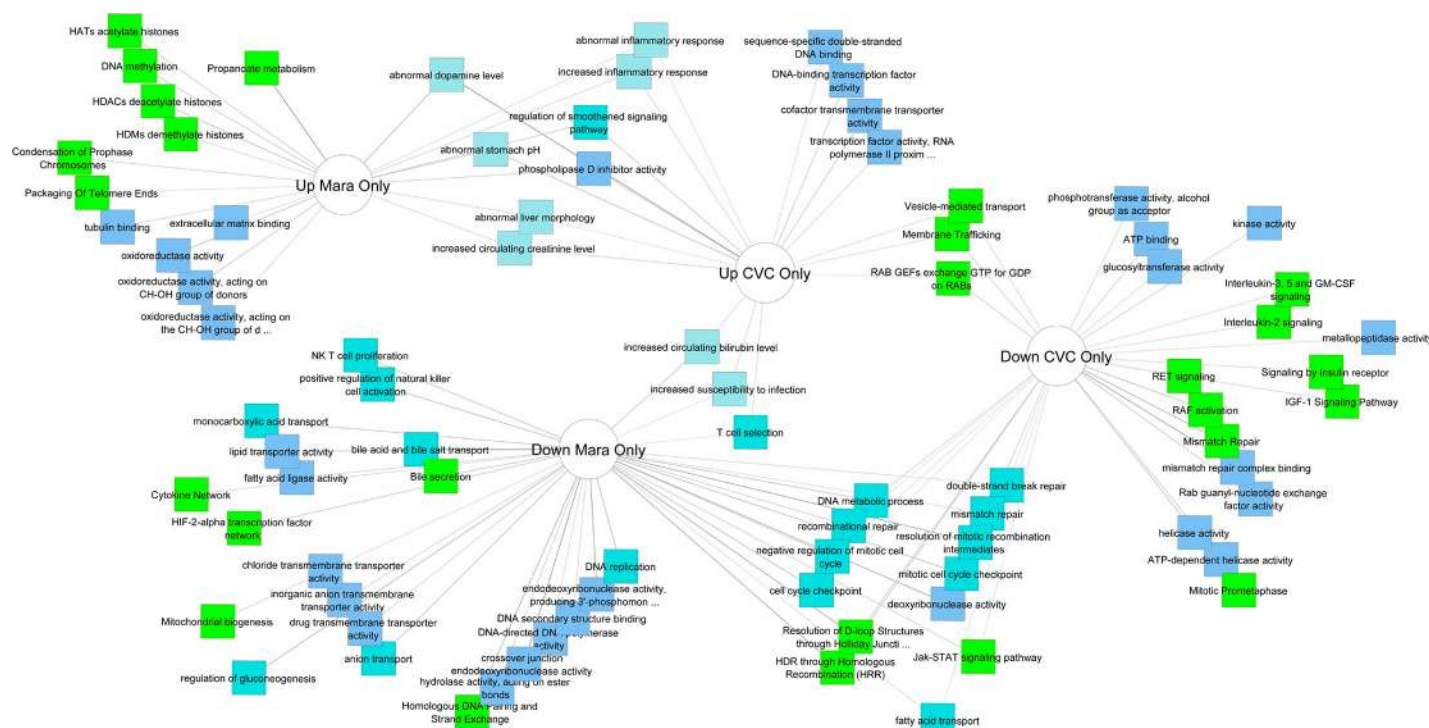 HATs acetylate histones
DNA methylation
Propanoate metabolism
HDACs deacetylate histones
HDMs demethylate histones
Condensation of Prophase
Chromosomes
Packaging Of Telomere Ends
tubulin binding
extracellular matrix binding
oxidoreductase activity
oxidoreductase activity, acting on
CH-OH group of donors
oxidoreductase activity, acting on
the CH-OH group of d ...
Up Mara Only
abnormal inflammatory response
abnormal dopamine level
increased inflammatory response
regulation of smoothened signaling
pathway
abnormal stomach pH
phospholipase D inhibitor activity
abnormal liver morphology
increased circulating creatinine level
sequence-specific double-stranded
DNA binding
DNA-binding transcription factor
activity
cofactor transmembrane transporter
activity
transcription factor activity, RNA
polymerase II proxim ...
Up CVC Only
Vesicle-mediated transport
Membrane Trafficking
RAB GEFs exchange GTP for GDP
on RABs
phosphotransferase activity, alcohol
group as acceptor
kinase activity
ATP binding
glucosyltransferase activity
Interleukin-3, 5 and GM-CSF
signaling
Interleukin-2 signaling
metallopeptidase activity
Down CVC Only
Signaling by Insulin receptor
RET signaling
IGF-1 Signaling Pathway
RAF activation
Mismatch Repair
mismatch repair complex binding
Rab guanyl-nucleotide exchange
factor activity
helicase activity
ATP-dependent helicase activity
Mitotic Prometaphase
increased circulating bilirubin level
increased susceptibility to infection
T cell selection
NK T cell proliferation
positive regulation of natural killer
cell activation
monocarboxylic acid transport
lipid transporter activity
bile acid and bile salt transport
fatty acid ligase activity
Bile secretion
Cytokine Network
HIF-2-alpha transcription factor
network
Down Mara Only
chloride transmembrane transporter
activity
inorganic anion transmembrane
transporter activity
Mitochondrial biogenesis
drug transmembrane transporter
activity
anion transport
regulation of gluconeogenesis
DNA replication
endodeoxyribonuclease activity,
producing 3'-phosphomon ...
DNA secondary structure binding
DNA-directed DNA polymerase
activity
crossover junction
endodeoxyribonuclease activity
hydrolase activity, acting on ester
bonds
Homologous DNA Pairing and
Strand Exchange
double-strand break repair
DNA metabolic process
mismatch repair
recombinational repair
resolution of mitotic recombination
intermediates
negative regulation of mitotic cell
cycle
mitotic cell cycle checkpoint
cell cycle checkpoint
deoxyribonuclease activity
Resolution of D-loop Structures
through Holliday Juncti ...
HDR through Homologous
Recombination (HRR)
Jak-STAT signaling pathway
fatty acid transport